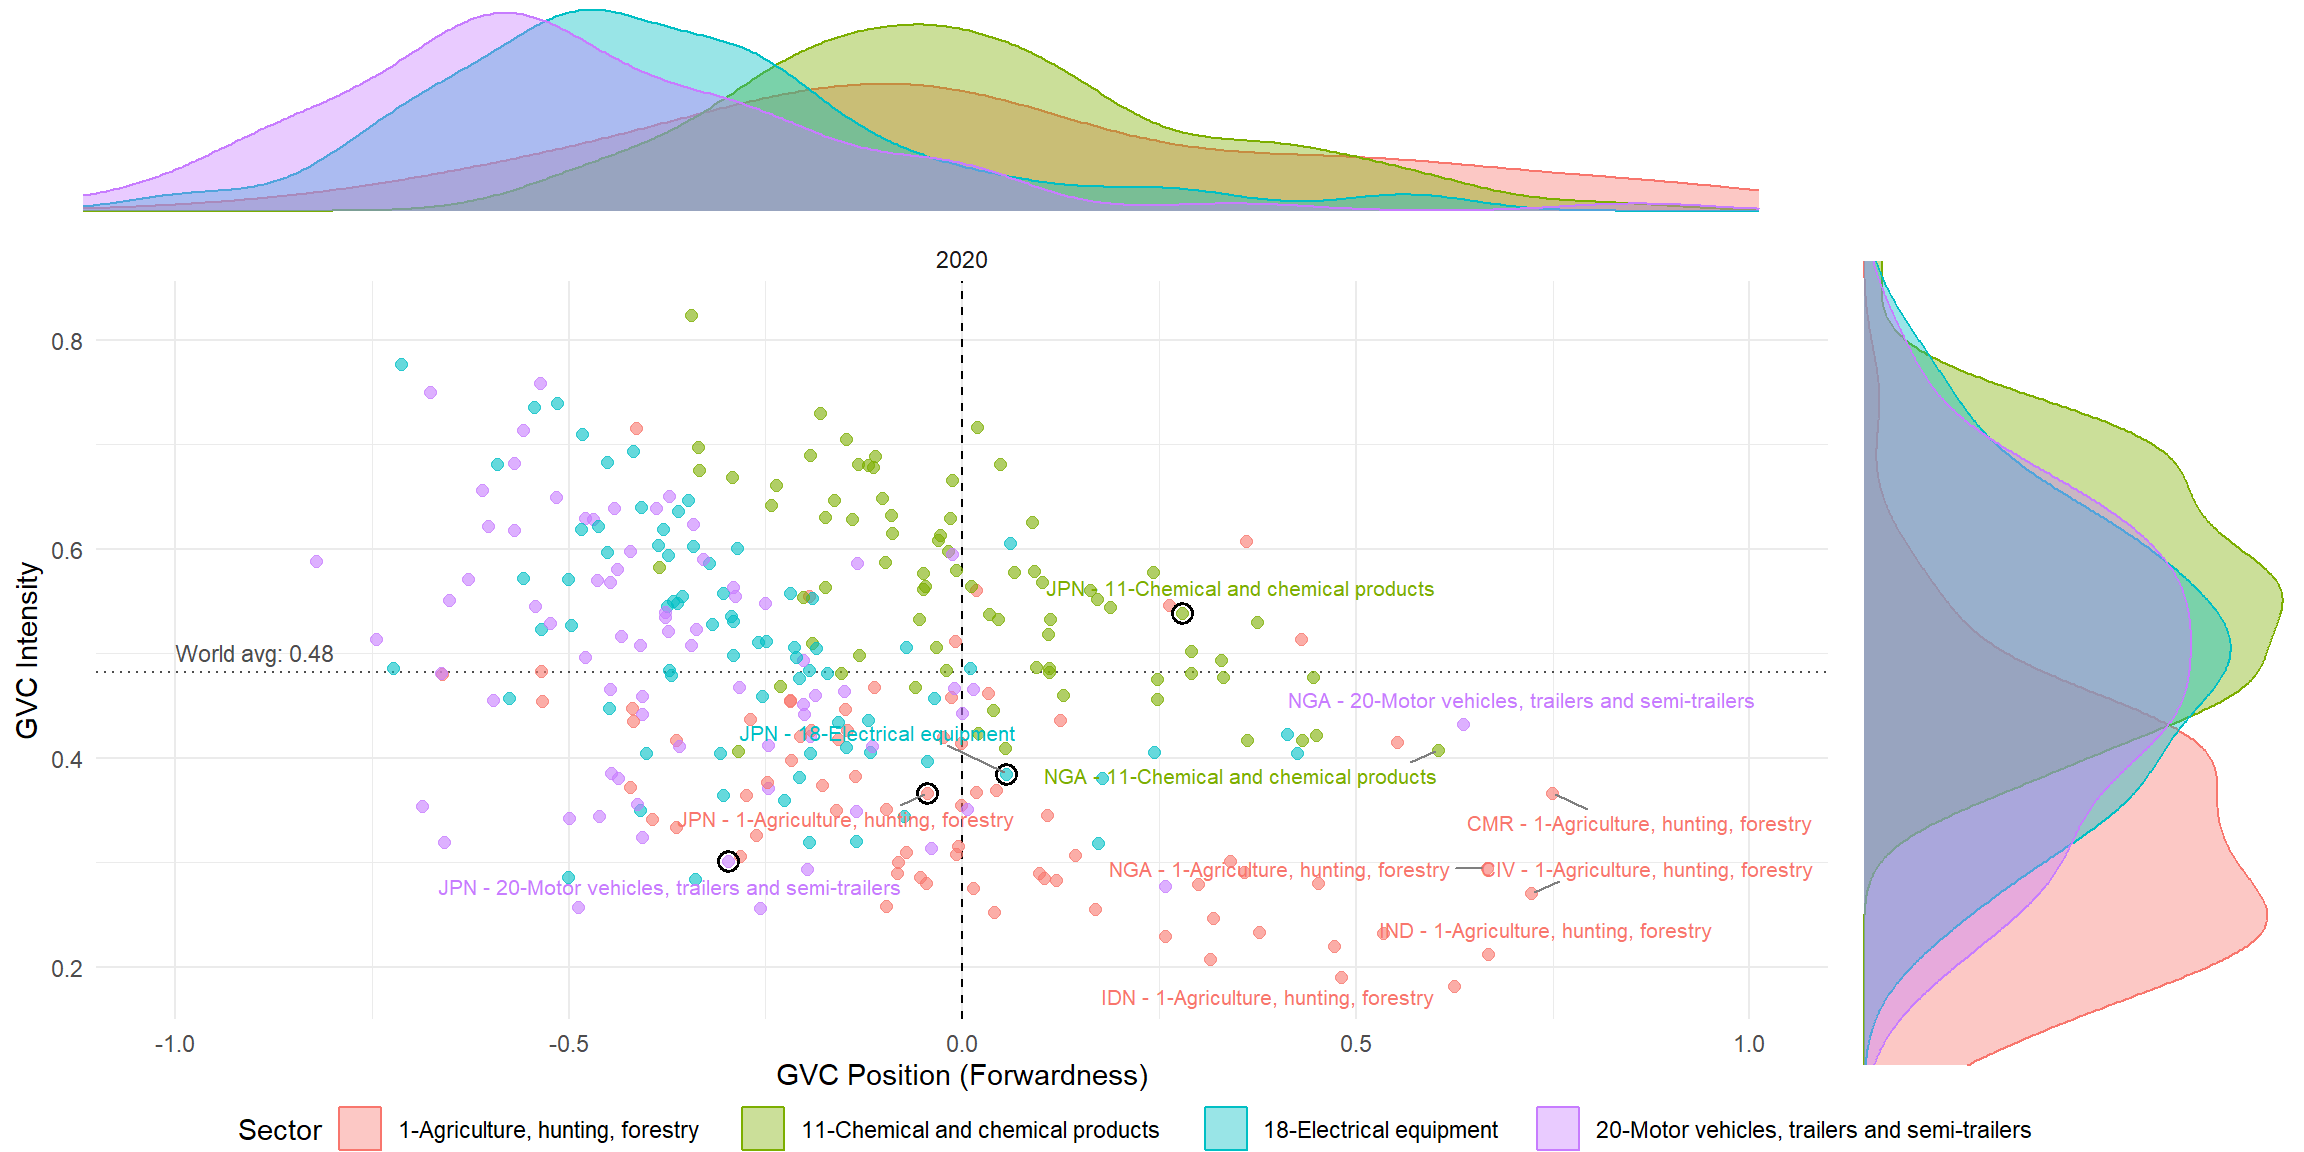 2020
0.8
0.6
0.4
0.2
GVC Intensity
World avg: 0.48
JPN - 11-Chemical and chemical products
NGA - 20-Motor vehicles, trailers and semi-trailers
JPN - 18-Electrical equipment
NGA - 11-Chemical and chemical products
JPN - 1-Agriculture, hunting, forestry
CMR - 1-Agriculture, hunting, forestry
NGA - 1-Agriculture, hunting, forestry
CIV - 1-Agriculture, hunting, forestry
JPN - 20-Motor vehicles, trailers and semi-trailers
IND - 1-Agriculture, hunting, forestry
IDN - 1-Agriculture, hunting, forestry
-1.0
-0.5
0.0
0.5
1.0
GVC Position (Forwardness)
Sector
1-Agriculture, hunting, forestry
11-Chemical and chemical products
18-Electrical equipment
20-Motor vehicles, trailers and semi-trailers